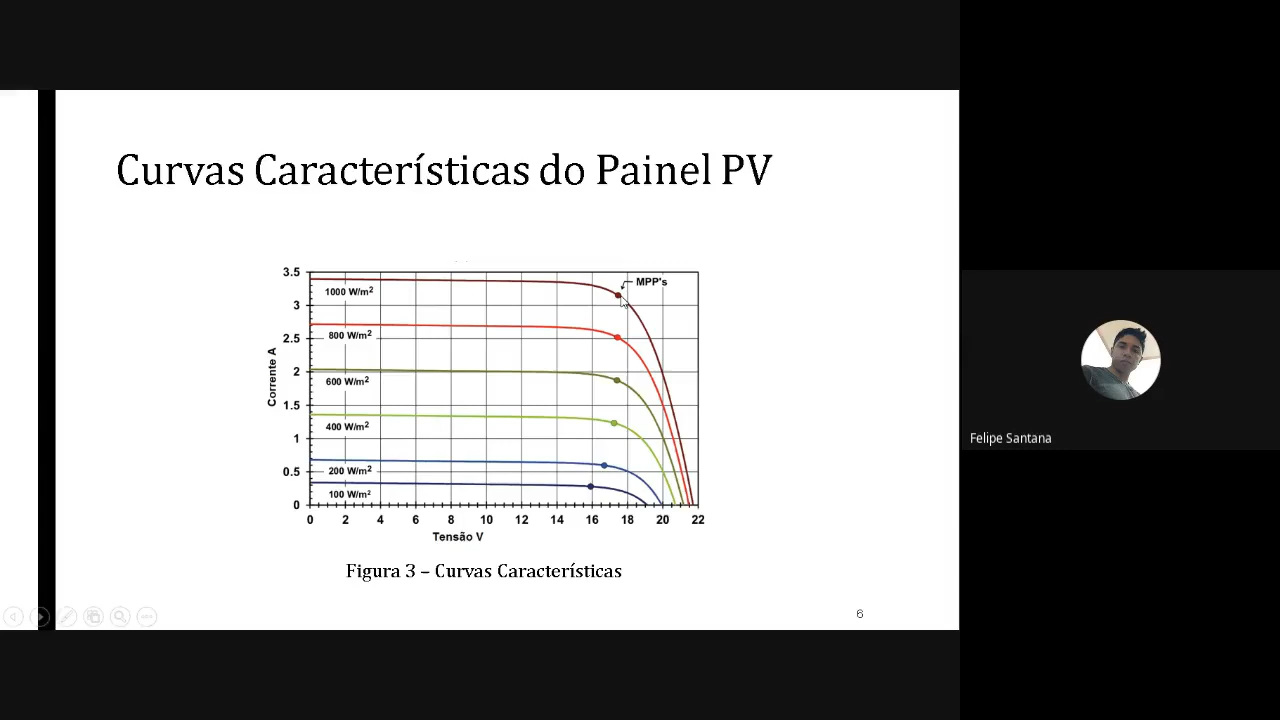 Curvas Características do Painel PV
3.5
3
2.5
2
1.5
1
0.5
0
Corrente A
MPP's
1000 W/m²
800 W/m²
600 W/m²
400 W/m²
200 W/m²
100 W/m²
0 2 4 6 8 10 12 14 16 18 20 22
Tensão V
Figura 3 – Curvas Características
6
Felipe Santana